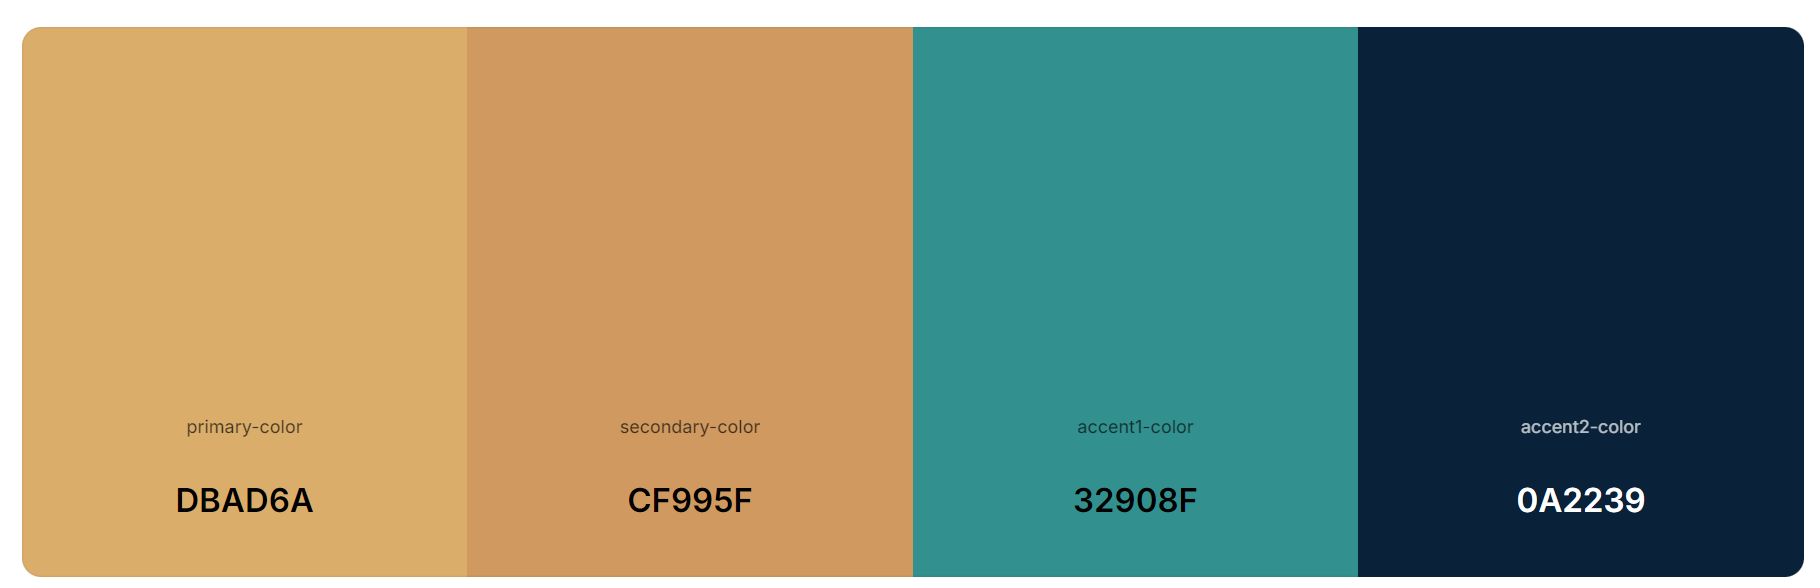 primary-color
DBAD6A
secondary-color
CF995F
accent1-color
32908F
accent2-color
0A2239